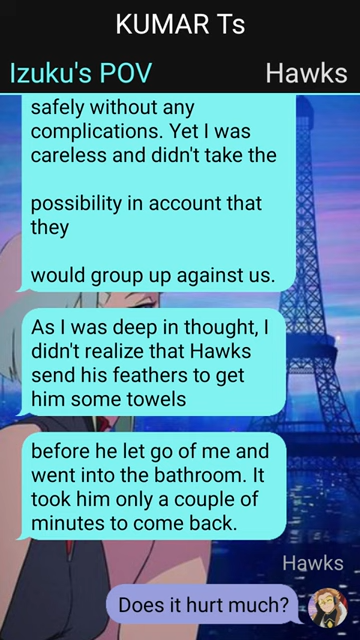 KUMAR Ts
Izuku's POV
Hawks
safely without any
complications. Yet I was
careless and didn't take the
possibility in account that
they
would group up against us.
As I was deep in thought, I
didn't realize that Hawks
send his feathers to get
him some towels
before he let go of me and
went into the bathroom. It
took him only a couple of
minutes to come back.
Hawks
Does it hurt much?